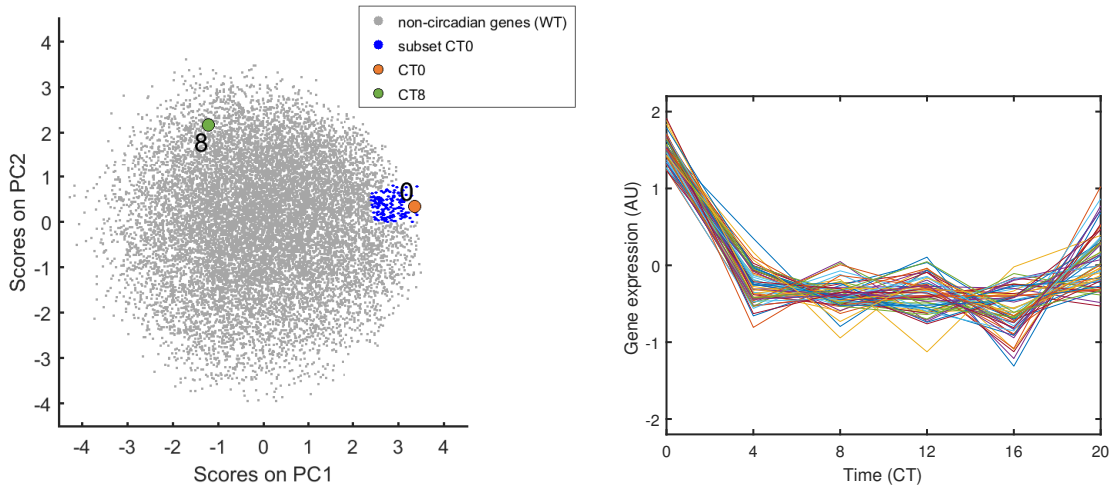 4
3
2
1
0
-1
-2
-3
-4
Scores on PC2
-4 -3 -2 -1 0 1 2 3 4
Scores on PC1
8
0
non-circadian genes (WT)
subset CT0
CT0
CT8
2
1
0
-1
-2
Gene expression (AU)
0 4 8 12 16 20
Time (CT)